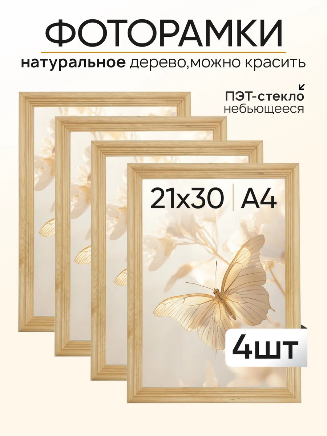 ФОТОРАМКИ
натуральное дерево,можно красить
ПЭТ-стекло
небьющееся
21x30 | A4
4шт